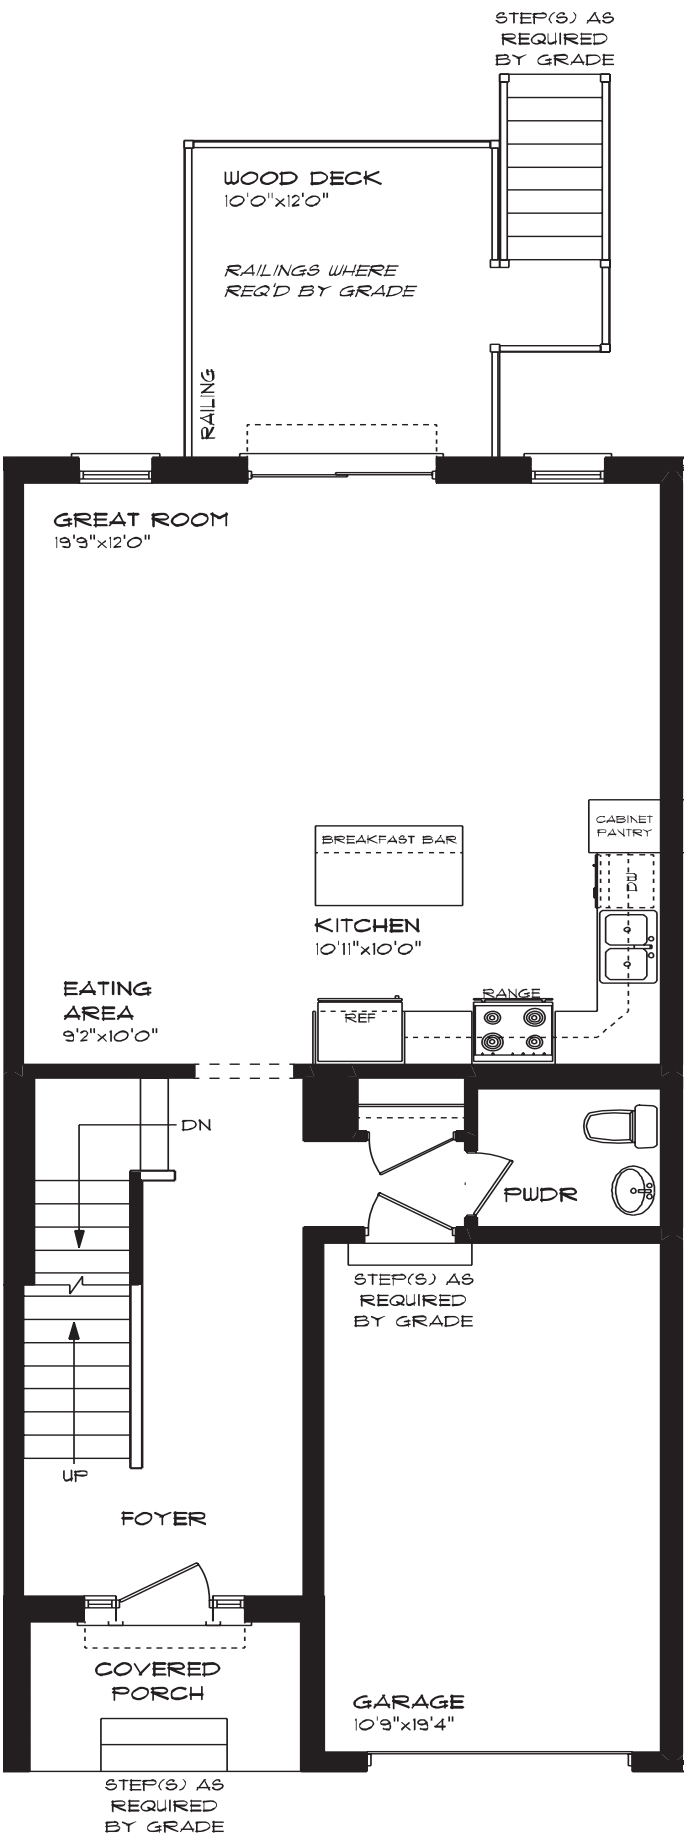 STEP(S) AS
REQUIRED
BY GRADE
WOOD DECK
10'0"x12'0"
RAILINGS WHERE
REQ'D BY GRADE
RAILING
GREAT ROOM
19'9"x12'0"
CABINET
PANTRY
BREAKFAST BAR
DW
KITCHEN
10'11"x10'0"
EATING
AREA
9'2"x10'0"
RANGE
REF
DN
PWDR
STEP(S) AS
REQUIRED
BY GRADE
UP
FOYER
COVERED
PORCH
GARAGE
10'9"x19'4"
STEP(S) AS
REQUIRED
BY GRADE